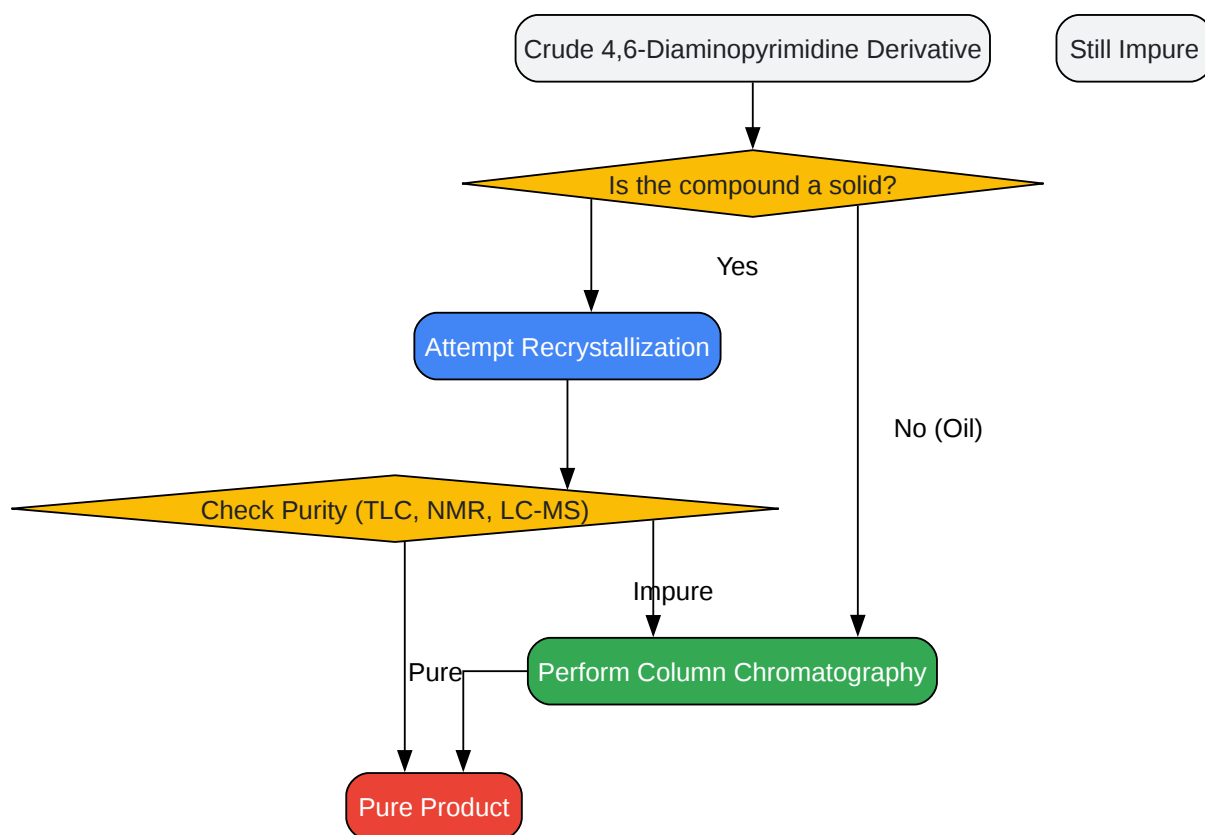 Crude 4,6-Diaminopyrimidine Derivative
Still Impure
Is the compound a solid?
Yes
Attempt Recrystallization
No (Oil)
Check Purity (TLC, NMR, LC-MS)
Impure
Pure
Perform Column Chromatography
Pure Product